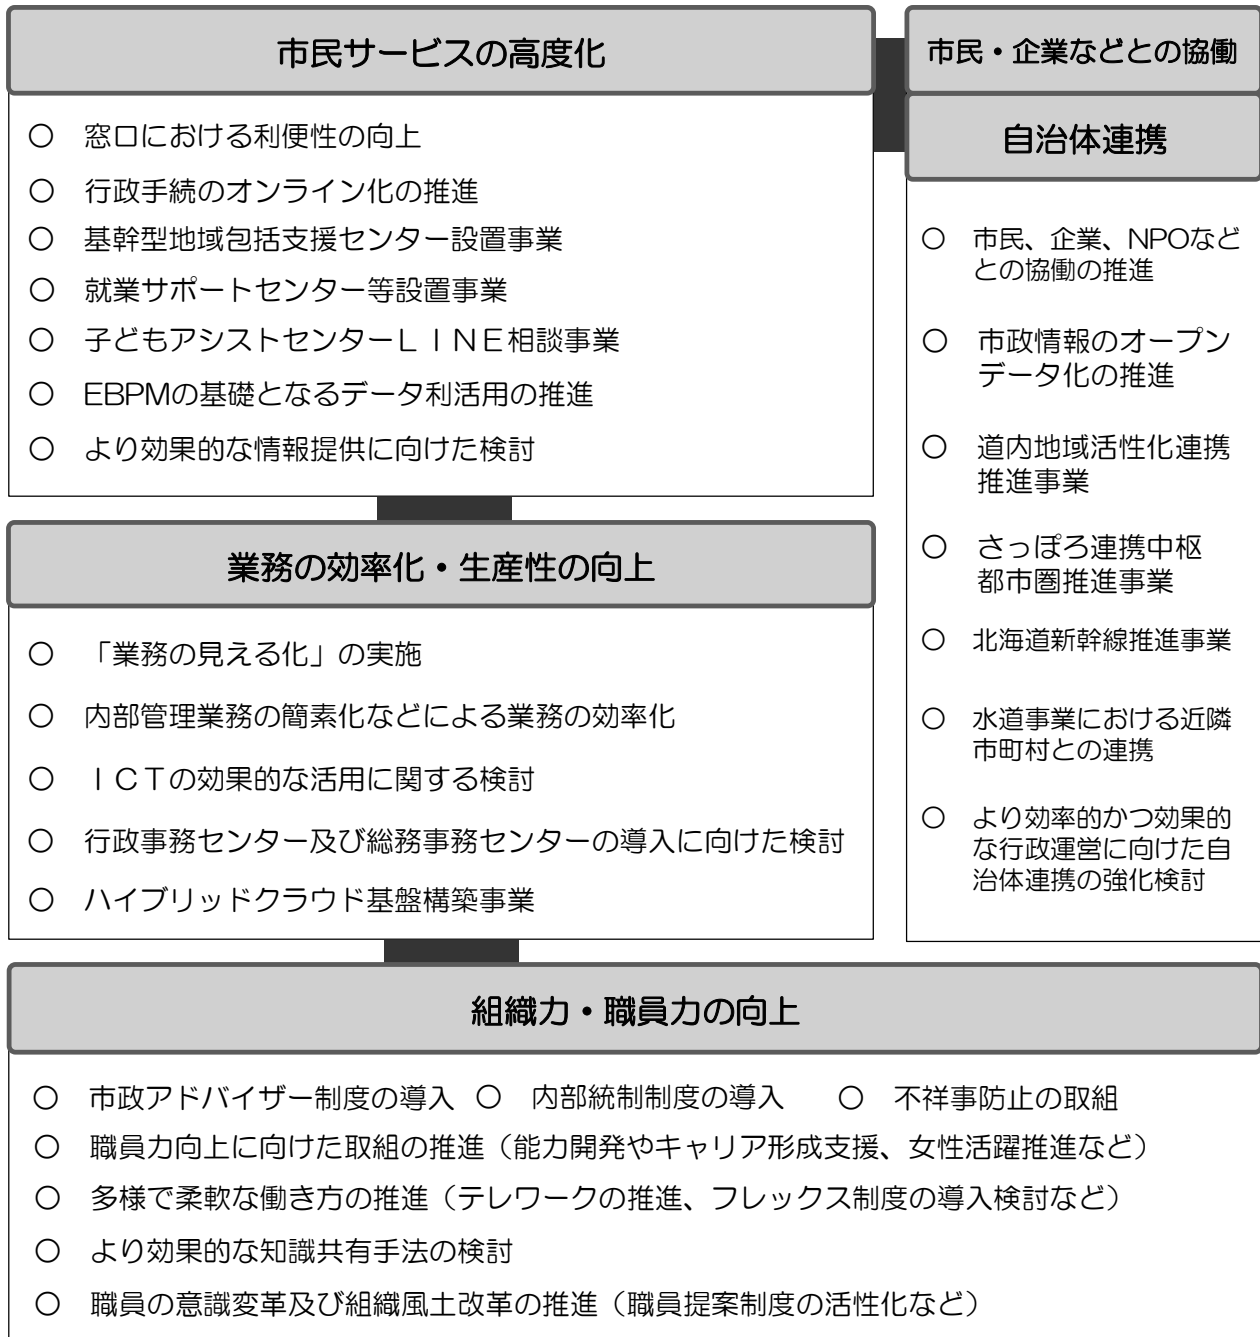 市民サービスの高度化
○ 窓口における利便性の向上
○ 行政手続のオンライン化の推進
○ 基幹型地域包括支援センター設置事業
○ 就業サポートセンター等設置事業
○ 子どもアシストセンターＬＩＮＥ相談事業
○ EBPMの基礎となるデータ利活用の推進
○ より効果的な情報提供に向けた検討
業務の効率化・生産性の向上
○ 「業務の見える化」の実施
○ 内部管理業務の簡素化などによる業務の効率化
○ ＩＣＴの効果的な活用に関する検討
○ 行政事務センター及び総務事務センターの導入に向けた検討
○ ハイブリッドクラウド基盤構築事業
市民・企業などとの協働
自治体連携
○ 市民、企業、NPOなど
との協働の推進
○ 市政情報のオープン
データ化の推進
○ 道内地域活性化連携
推進事業
○ さっぽろ連携中枢
都市圏推進事業
○ 北海道新幹線推進事業
○ 水道事業における近隣
市町村との連携
○ より効率的かつ効果的
な行政運営に向けた自
治体連携の強化検討
組織力・職員力の向上
○ 市政アドバイザー制度の導入 ○ 内部統制制度の導入 ○ 不祥事防止の取組
○ 職員力向上に向けた取組の推進（能力開発やキャリア形成支援、女性活躍推進など）
○ 多様で柔軟な働き方の推進（テレワークの推進、フレックス制度の導入検討など）
○ より効果的な知識共有手法の検討
○ 職員の意識変革及び組織風土改革の推進（職員提案制度の活性化など）